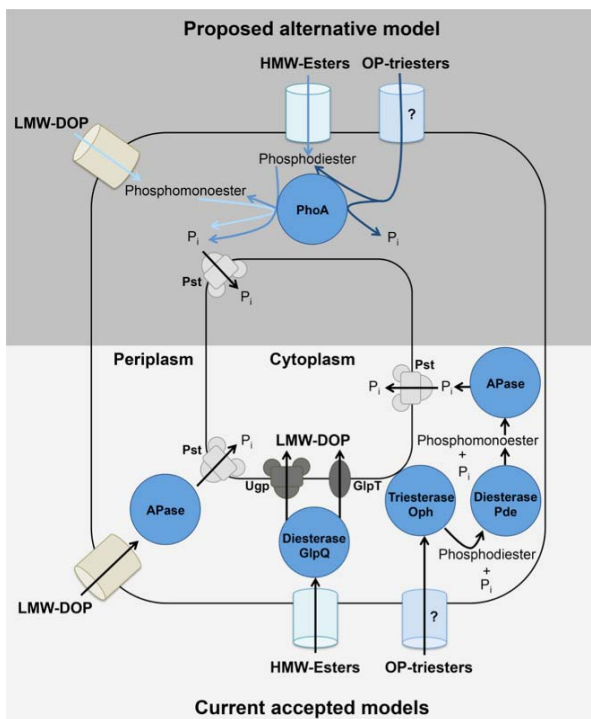 Proposed alternative model
HMW-Esters
OP-triesters
LMW-DOP
?
Phosphodiester
Phosphomonoester
PhoA
Pi
Pi
Pst
Pi
Periplasm
Cytoplasm
Pst
APase
Pi
Pi
Pst
Pi
LMW-DOP
Phosphomonoester
+
Pi
Ugp
GlpT
APase
Triesterase
Oph
Diesterase
Pde
Diesterase
GlpQ
Phosphodiester
+
Pi
LMW-DOP
?
HMW-Esters
OP-triesters
Current accepted models